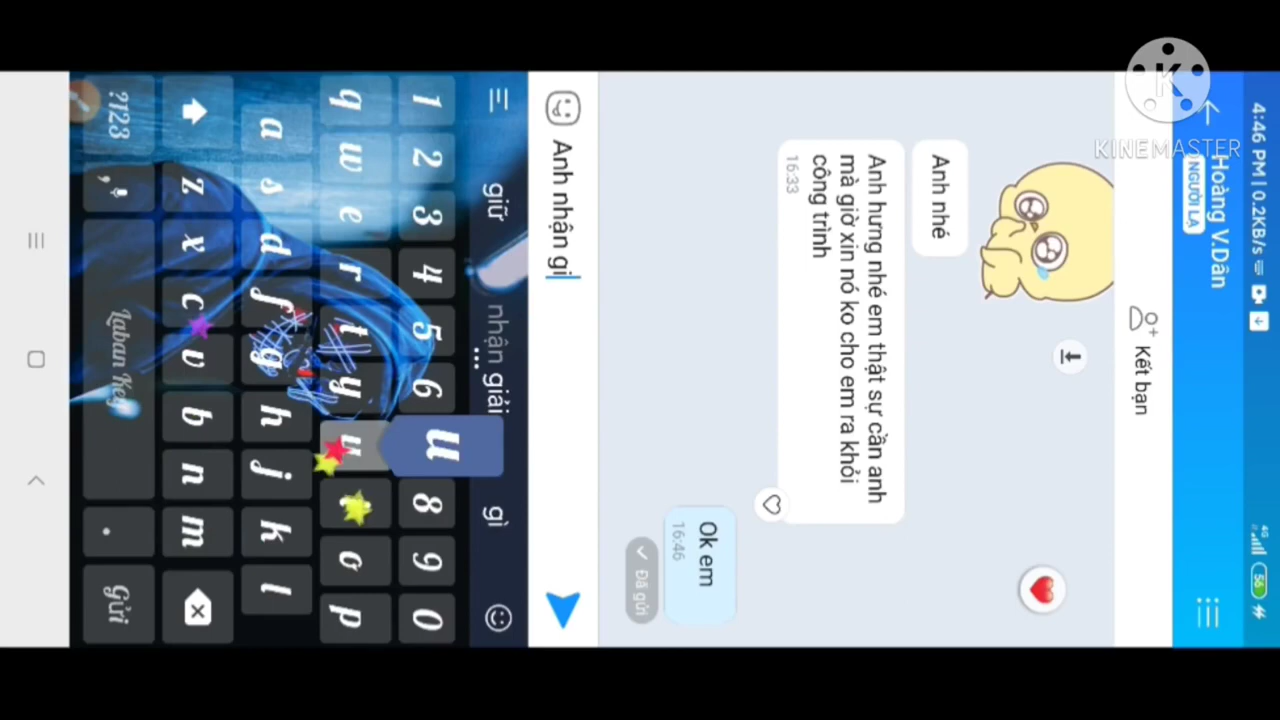 KINEMASTER
4:46 PM | 0.2KB/s
4G
56
Hoàng V.Dân
NGƯỜI LẠ
Kết bạn
Anh nhé
Anh hưng nhé em thật sự cần anh
mà giờ xin nó ko cho em ra khỏi
công trình
16:33
Ok em
16:46
Đã gửi
Anh nhận gi
giữ nhận giải gì
1 2 3 4 5 6 8 9 0
u
q w e r t y u o p
a s d f g h j k l
z x c v b n m
?123 , Laban Key . Gửi